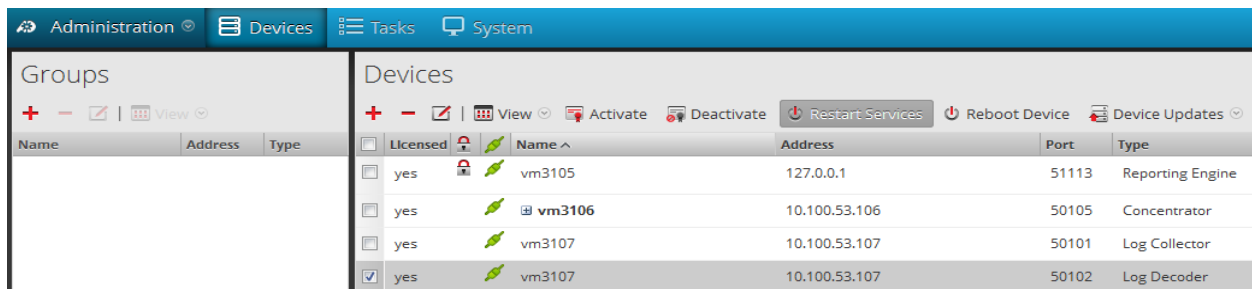 Administration Devices Tasks System
Groups Devices
View View Activate Deactivate Restart Services Reboot Device Device Updates
Name Address Type Licensed Name Address Port Type
yes vm3105 127.0.0.1 51113 Reporting Engine
yes vm3106 10.100.53.106 50105 Concentrator
yes vm3107 10.100.53.107 50101 Log Collector
yes vm3107 10.100.53.107 50102 Log Decoder